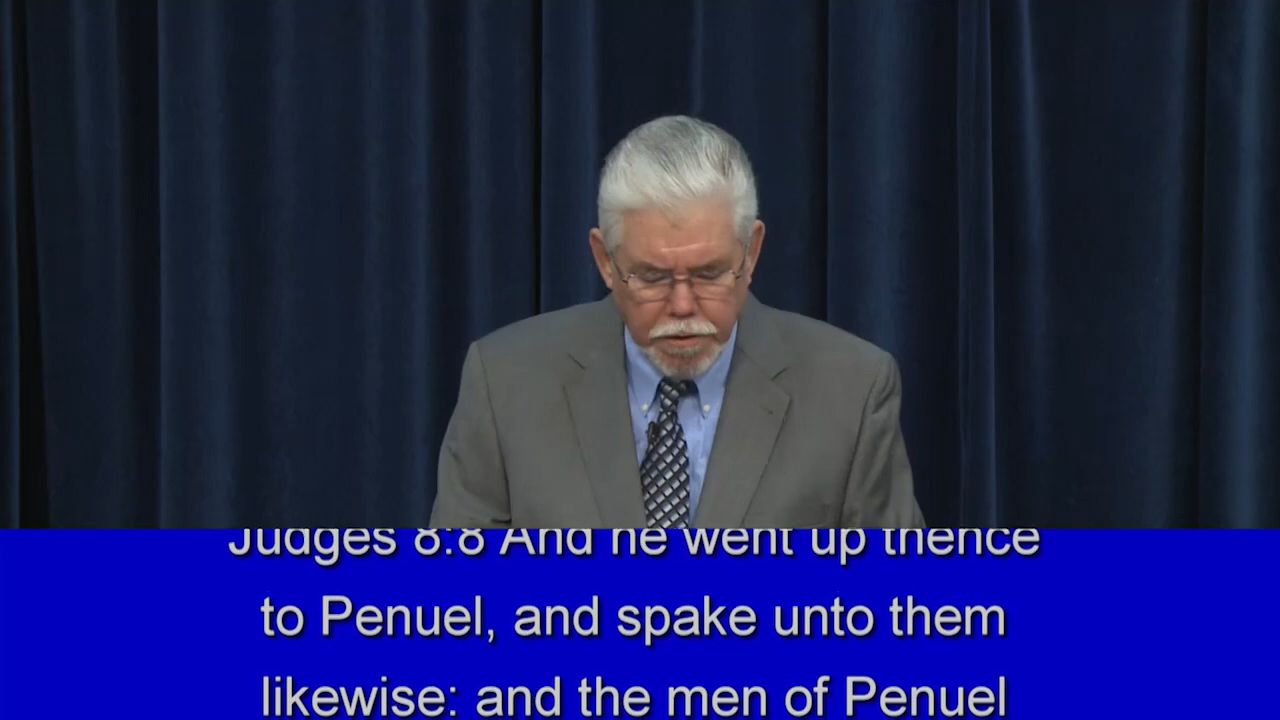 Judges 8:8 And he went up thence
to Penuel, and spake unto them
likewise: and the men of Penuel